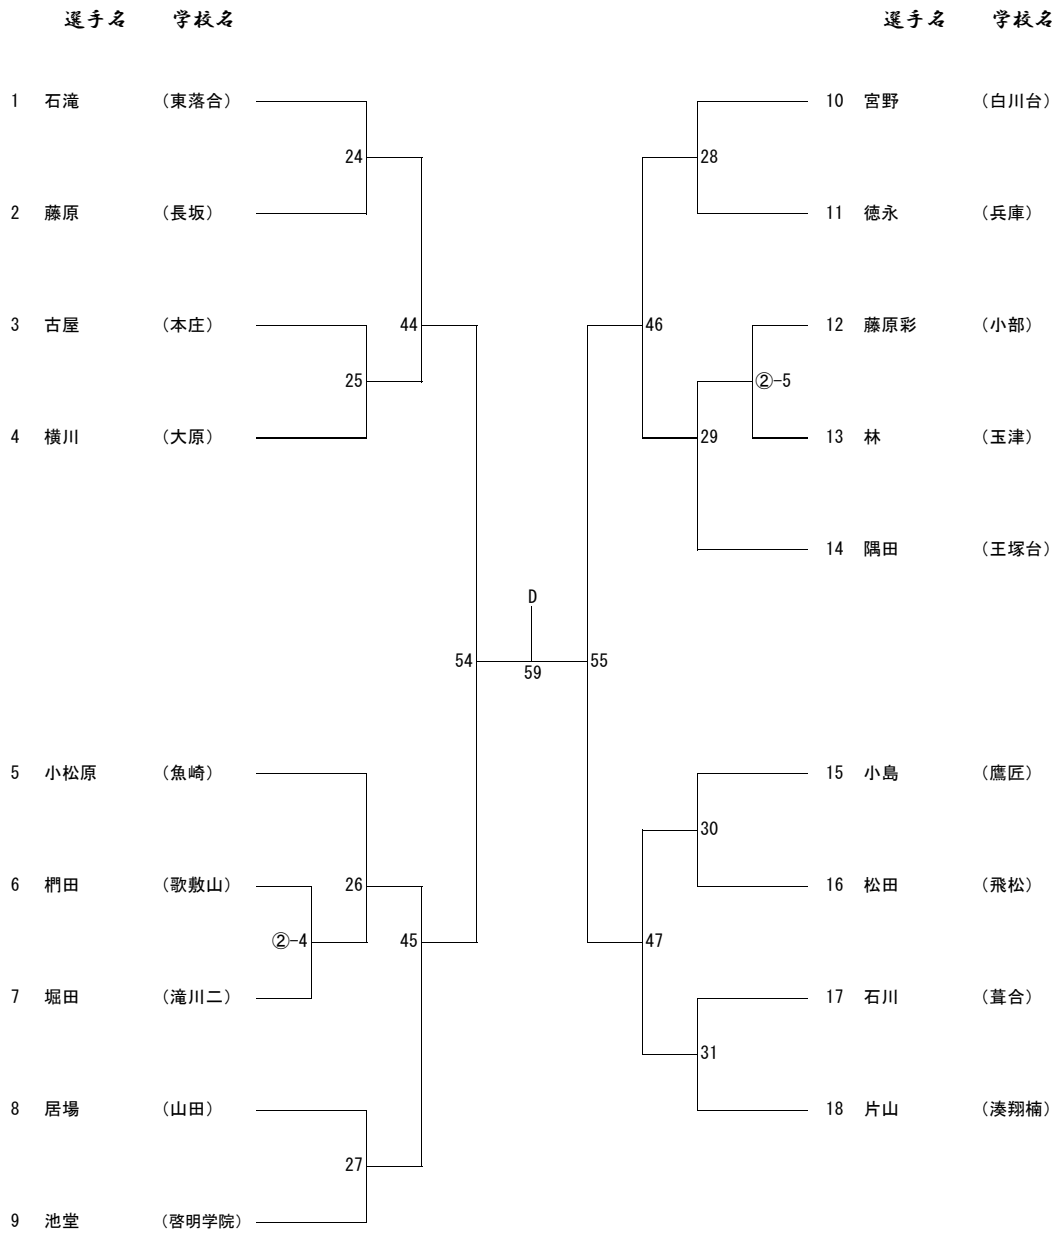 選手名 学校名 選手名 学校名
1 石滝 （東落合） 10 宮野 （白川台）
24 28
2 藤原 （長坂） 11 徳永 （兵庫）
3 古屋 （本庄） 44 46 12 藤原彩 （小部）
25 ②-5
4 横川 （大原） 29 13 林 （玉津）
14 隅田 （王塚台）
D
54 55
59
5 小松原 （魚崎） 15 小島 （鷹匠）
30
6 椚田 （歌敷山） 26 16 松田 （飛松）
②-4 45 47
7 堀田 （滝川二） 17 石川 （葺合）
31
8 居場 （山田） 18 片山 （湊翔楠）
27
9 池堂 （啓明学院）